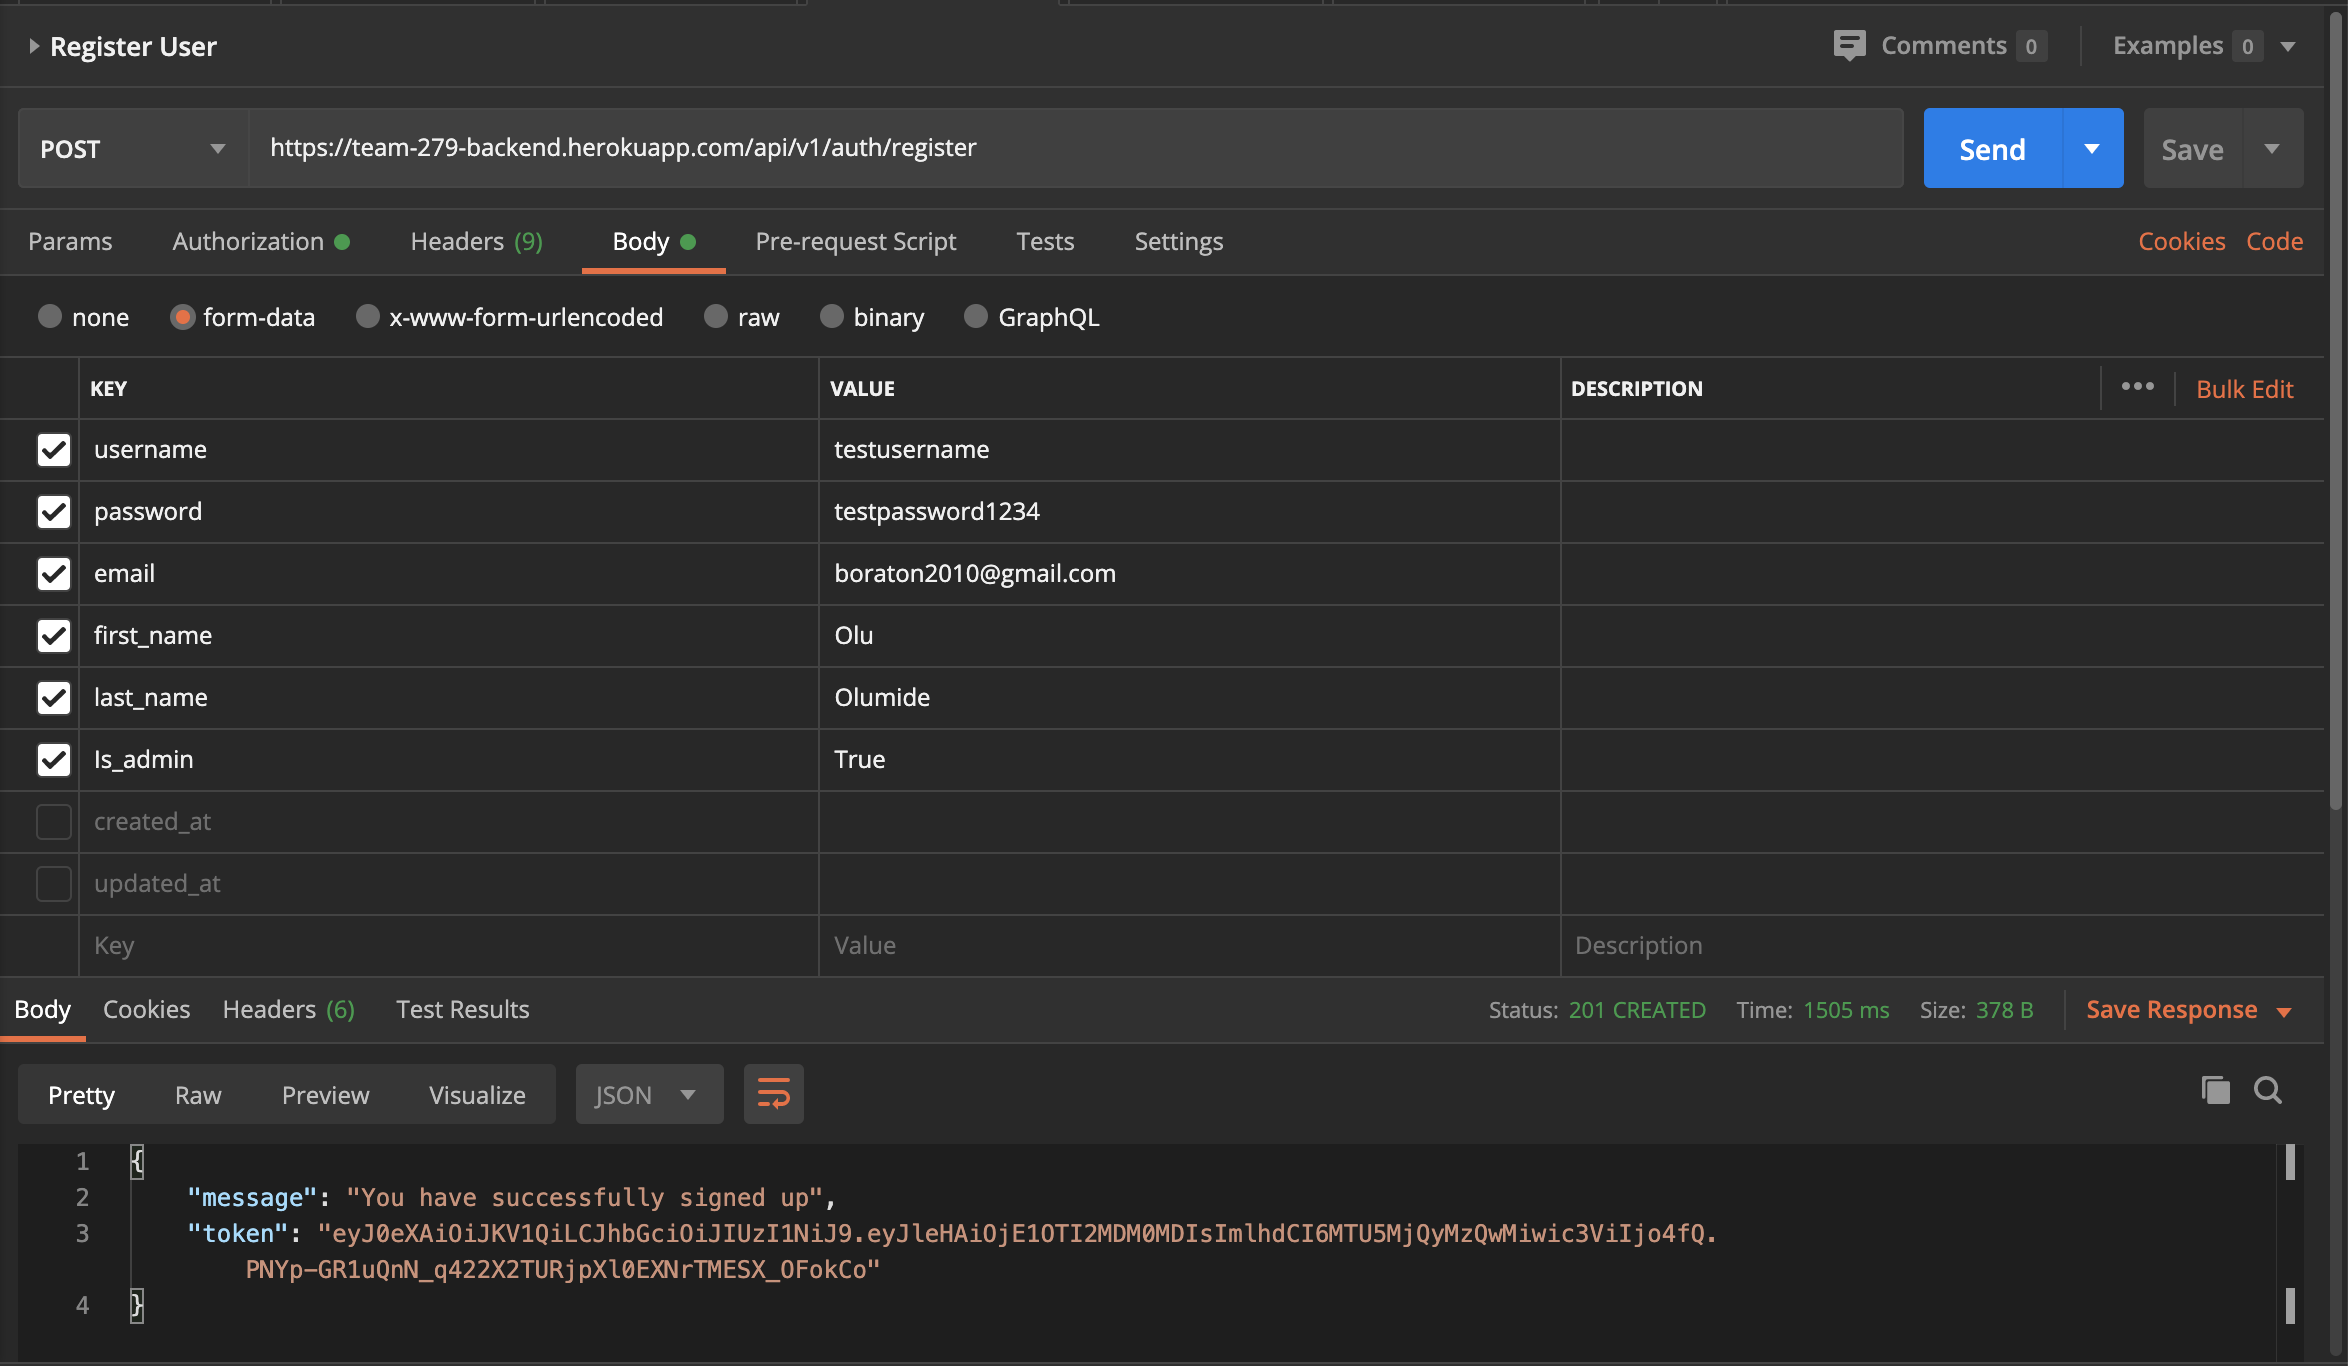 Register User
Comments 0
Examples 0
POST
https://team-279-backend.herokuapp.com/api/v1/auth/register
Send
Save
Params Authorization Headers (9) Body Pre-request Script Tests Settings Cookies Code
none form-data x-www-form-urlencoded raw binary GraphQL
KEY VALUE DESCRIPTION ••• Bulk Edit
username testusername
password testpassword1234
email boraton2010@gmail.com
first_name Olu
last_name Olumide
Is_admin True
created_at
updated_at
Key Value Description
Body Cookies Headers (6) Test Results Status: 201 CREATED Time: 1505 ms Size: 378 B Save Response
Pretty Raw Preview Visualize JSON
1 {
2 "message": "You have successfully signed up",
3 "token": "eyJ0eXAiOiJKV1QiLCJhbGciOiJIUzI1NiJ9.eyJleHAiOjE1OTI2MDM0MDIsImlhdCI6MTU5MjQyMzQwMiwic3ViIjo4fQ.
PNYp-GR1uQnN_q422X2TURjpXl0EXNrTMESX_OFokCo"
4 }